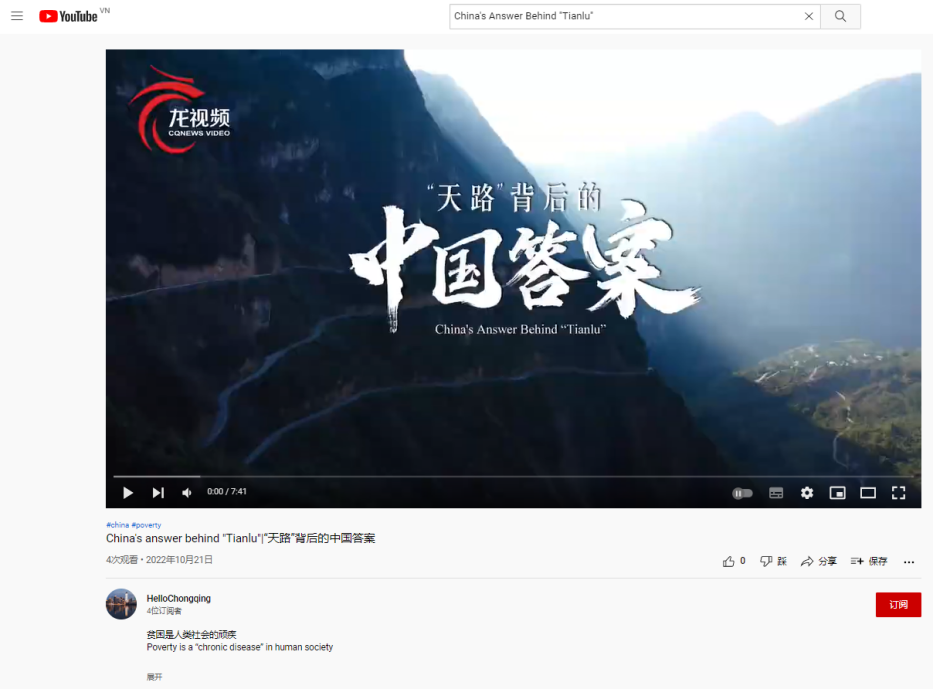 YouTube VN
China's Answer Behind "Tianlu"
龙视频
CQNEWS VIDEO
“天路”背后的
中国答案
China's Answer Behind “Tianlu”
0:00 / 7:41
#china #poverty
China's answer behind "Tianlu"|“天路”背后的中国答案
4次观看 • 2022年10月21日
0 踩 分享 保存
HelloChongqing
4位订阅者
订阅
贫困是人类社会的顽疾
Poverty is a “chronic disease” in human society
展开